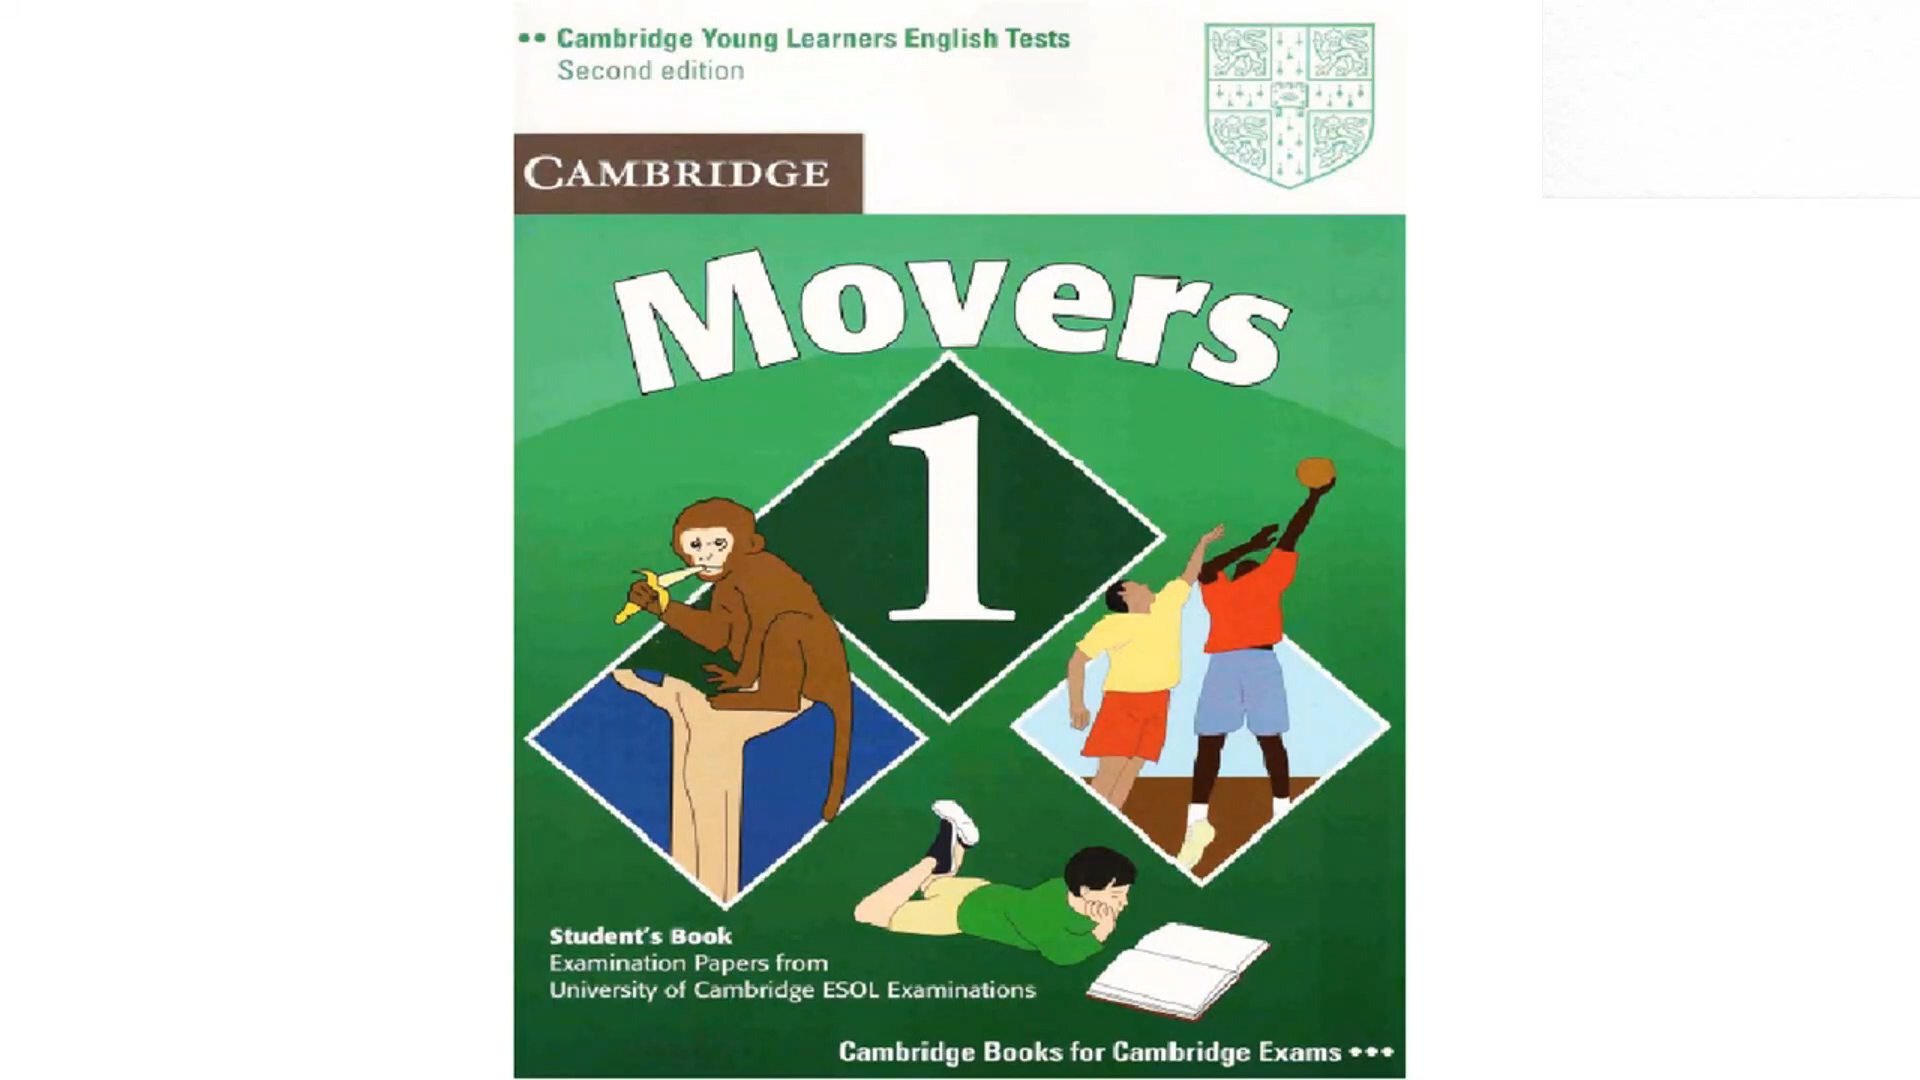 •• Cambridge Young Learners English Tests
Second edition
CAMBRIDGE
Movers
1
Student's Book
Examination Papers from
University of Cambridge ESOL Examinations
Cambridge Books for Cambridge Exams •••